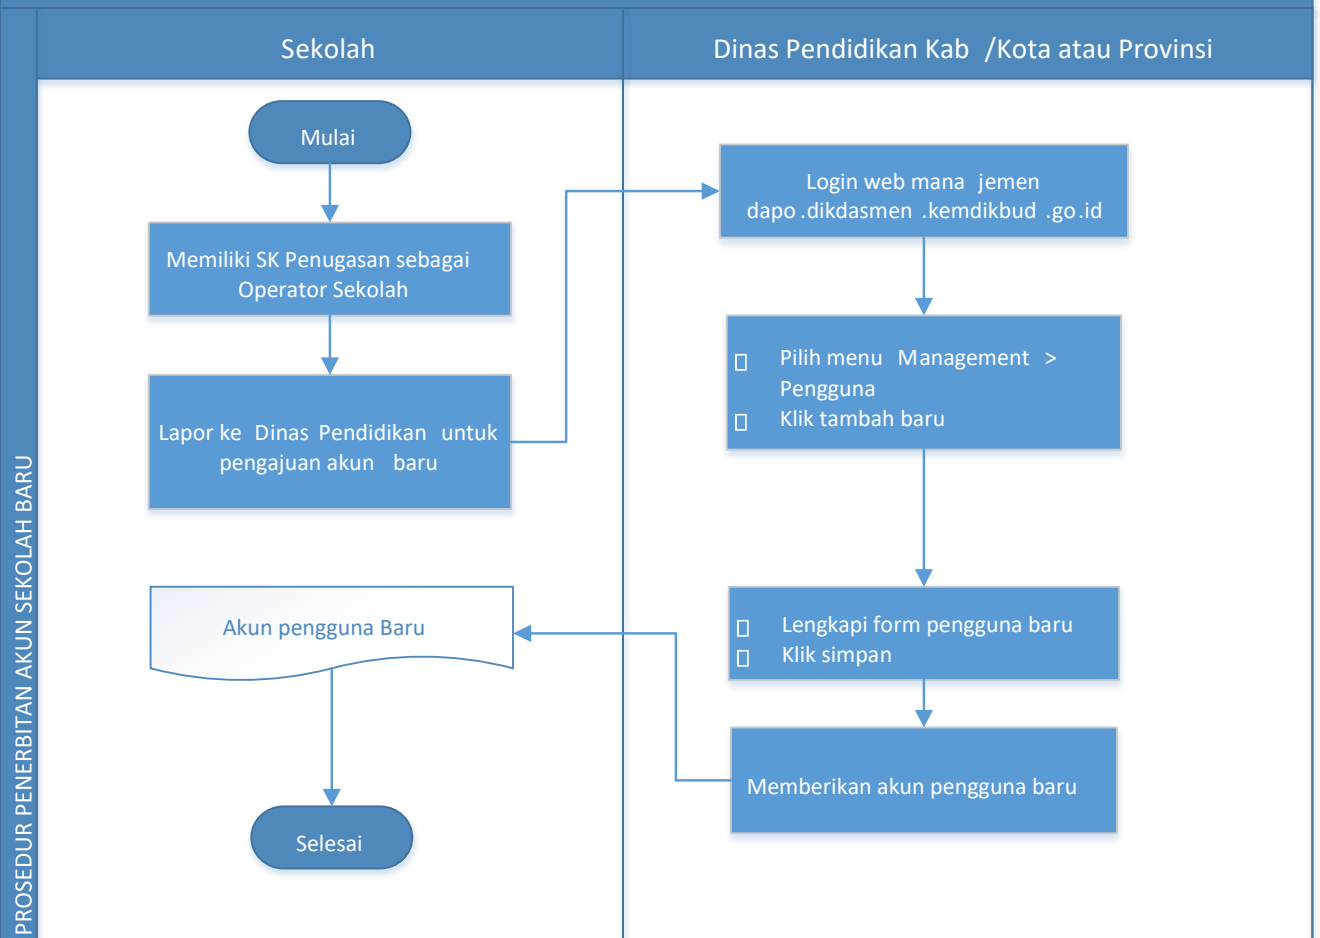 PROSEDUR PENERBITAN AKUN SEKOLAH BARU
Sekolah
Dinas Pendidikan Kab /Kota atau Provinsi
Mulai
Memiliki SK Penugasan sebagai
Operator Sekolah
Lapor ke Dinas Pendidikan untuk
pengajuan akun baru
Login web mana jemen
dapo .dikdasmen .kemdikbud .go.id
Pilih menu Management >
Pengguna
Klik tambah baru
Lengkapi form pengguna baru
Klik simpan
Memberikan akun pengguna baru
Akun pengguna Baru
Selesai